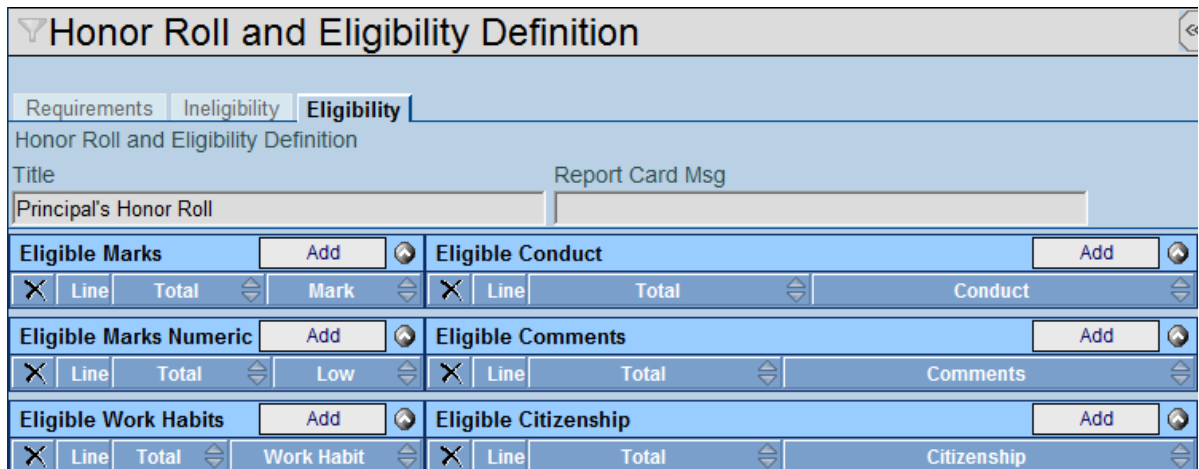 Honor Roll and Eligibility Definition
Requirements Ineligibility Eligibility
Honor Roll and Eligibility Definition
Title Report Card Msg
Principal's Honor Roll
Eligible Marks Add Eligible Conduct Add
Line Total Mark Line Total Conduct
Eligible Marks Numeric Add Eligible Comments Add
Line Total Low Line Total Comments
Eligible Work Habits Add Eligible Citizenship Add
Line Total Work Habit Line Total Citizenship